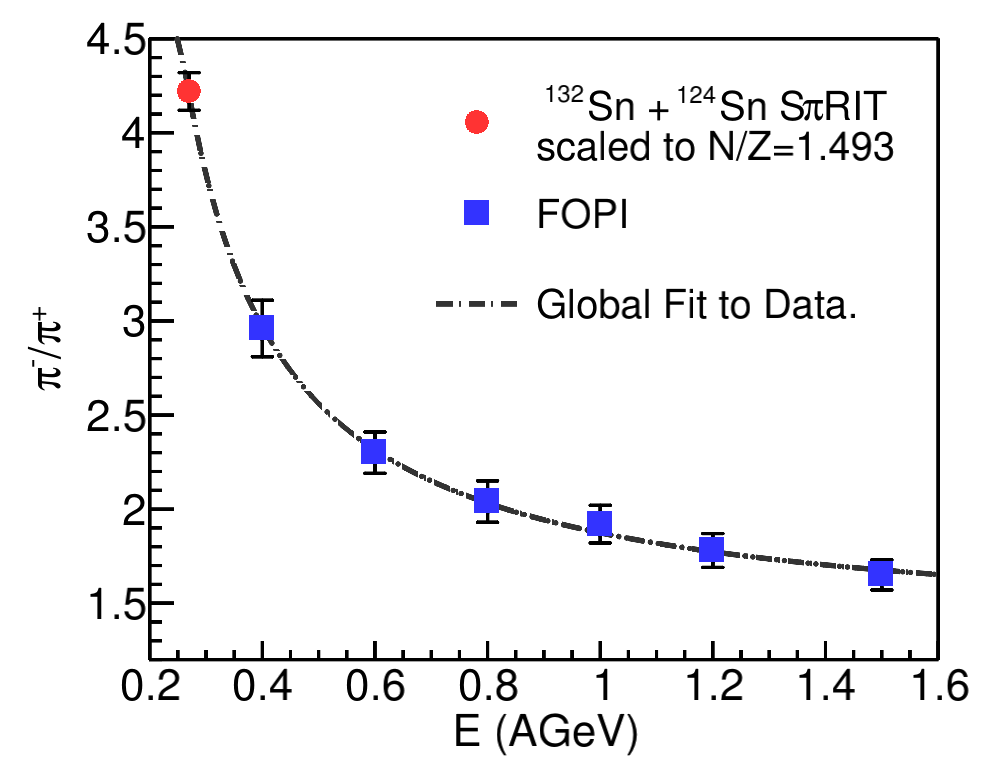 4.5
4
3.5
3
2.5
2
1.5
π⁻/π⁺
¹³²Sn + ¹²⁴Sn SπRIT
scaled to N/Z=1.493
FOPI
Global Fit to Data.
0.2 0.4 0.6 0.8 1 1.2 1.4 1.6
E (AGeV)